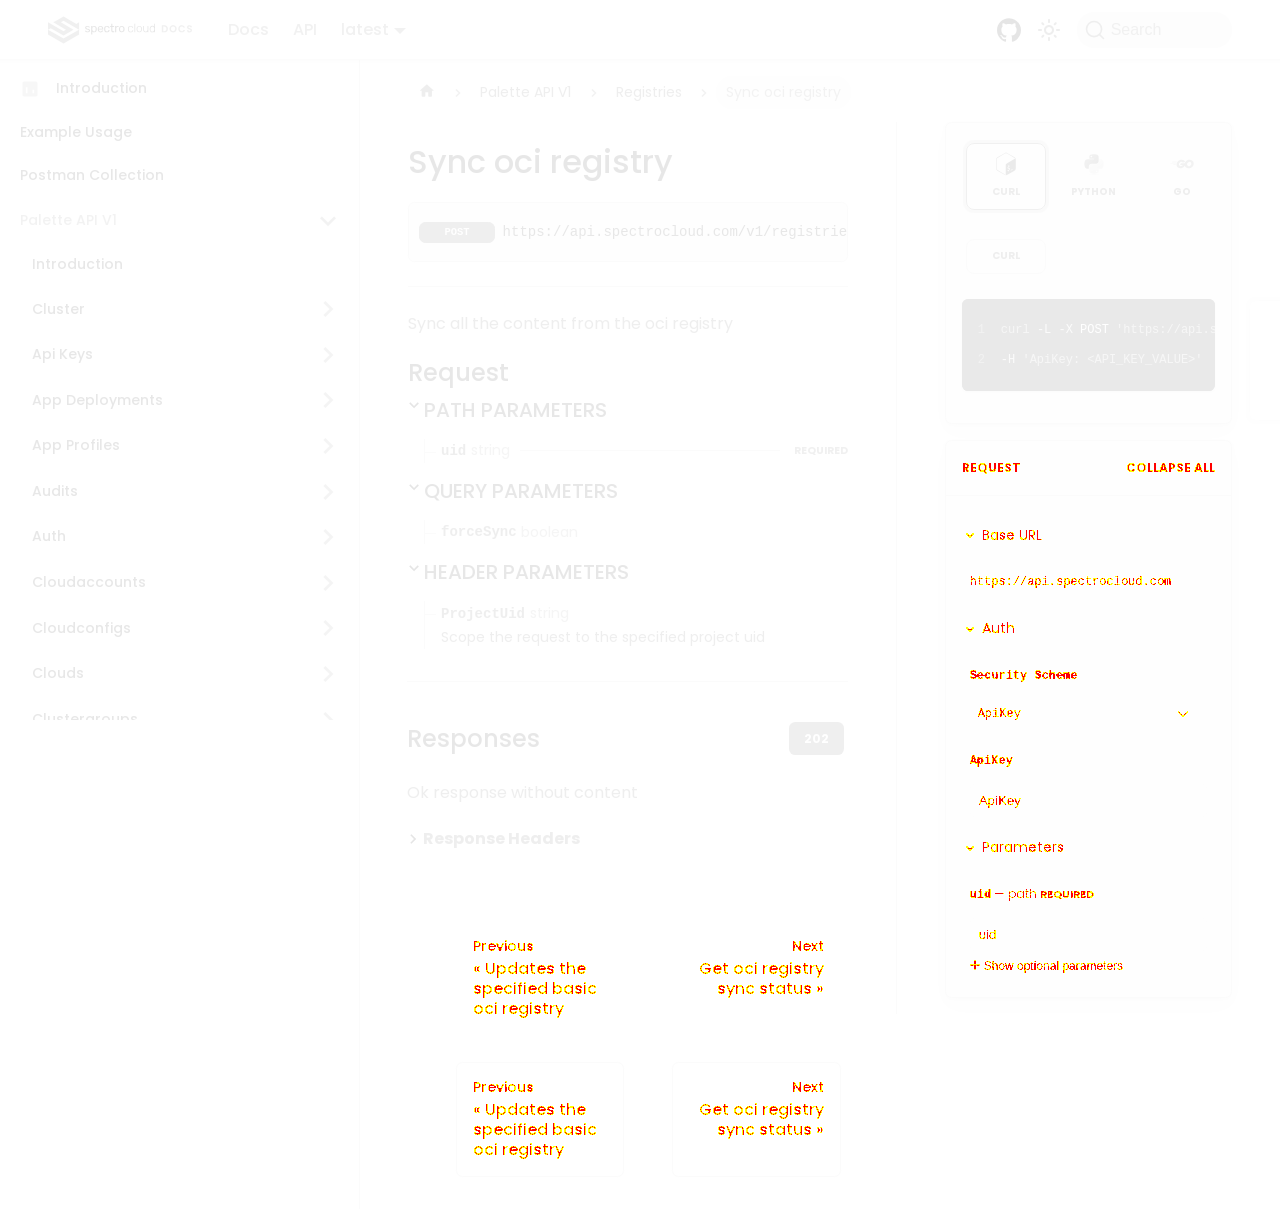 spectro cloud DOCS
Docs API latest
Search
Introduction
Example Usage
Postman Collection
Palette API V1
Introduction
Cluster
Api Keys
App Deployments
App Profiles
Audits
Auth
Cloudaccounts
Cloudconfigs
Clouds
Clustergroups
Palette API V1
Registries
Sync oci registry
Sync oci registry
POST https://api.spectrocloud.com/v1/registrie
Sync all the content from the oci registry
Request
PATH PARAMETERS
uid string REQUIRED
QUERY PARAMETERS
forceSync boolean
HEADER PARAMETERS
ProjectUid string
Scope the request to the specified project uid
Responses
202
Ok response without content
Response Headers
Previous
« Updates the
specified basic
oci registry
Next
Get oci registry
sync status »
Previous
« Updates the
specified basic
oci registry
Next
Get oci registry
sync status »
CURL PYTHON GO
CURL
1 curl -L -X POST 'https://api.s
2 -H 'ApiKey: <API_KEY_VALUE>'
REQUEST COLLAPSE ALL
Base URL
https://api.spectrocloud.com
Auth
Security Scheme
ApiKey
ApiKey
ApiKey
Parameters
uid — path REQUIRED
uid
Show optional parameters